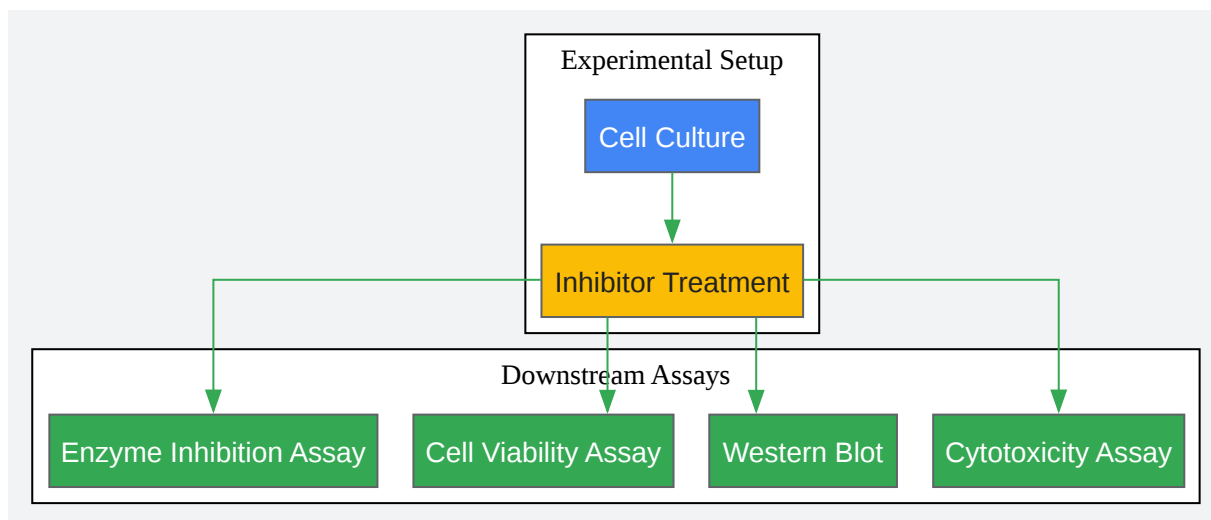 Experimental Setup
Cell Culture
Inhibitor Treatment
Downstream Assays
Enzyme Inhibition Assay
Cell Viability Assay
Western Blot
Cytotoxicity Assay